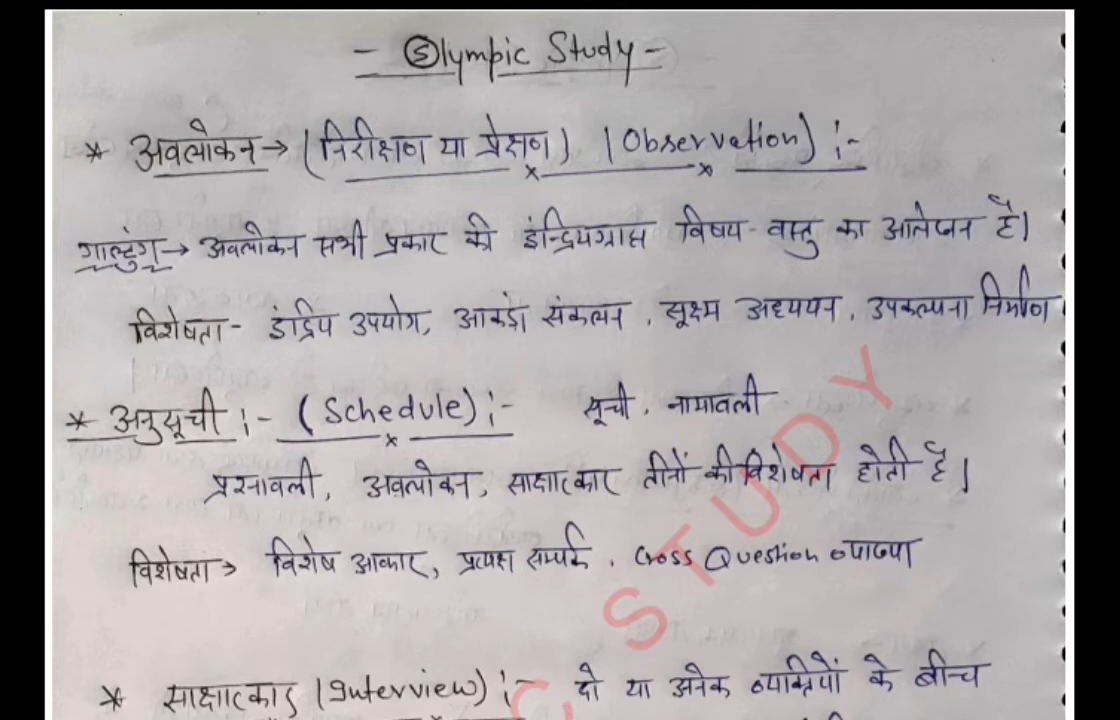 - Olympic Study -
* अवलोकन → (निरीक्षण या प्रेक्षण) (Observation) :-
गाल्टुंग → अवलोकन सभी प्रकार की इंन्द्रियग्राह्य विषय-वस्तु का आलेखन है।
विशेषता - इंद्रिय उपयोग, आकड़ा संकलन, सूक्ष्म अध्ययन, उपकल्पना निर्माण
* अनुसूची :- (Schedule) :- सूची, नामावली
प्रश्नावली, अवलोकन, साक्षात्कार तीनों की विशेषता होती है।
विशेषता → विशेष आकार, प्रत्यक्ष सम्पर्क, Cross Question व्याख्या
* साक्षात्कार (Interview) :- दो या अनेक व्यक्तियों के बीच
C STUDY